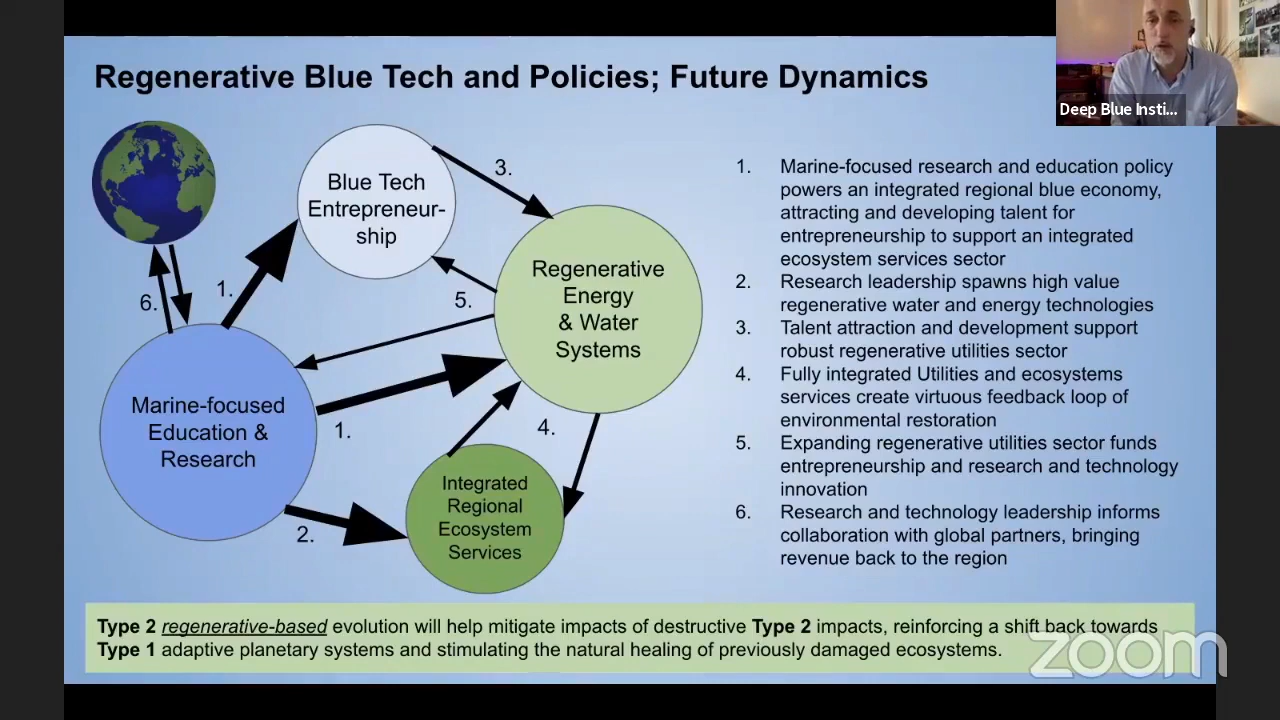 Regenerative Blue Tech and Policies; Future Dynamics
Deep Blue Insti...
Blue Tech
Entrepreneur-
ship
3.
Regenerative
Energy
& Water
Systems
6.
1.
5.
Marine-focused
Education &
Research
1.
4.
Integrated
Regional
Ecosystem
Services
2.
1. Marine-focused research and education policy
powers an integrated regional blue economy,
attracting and developing talent for
entrepreneurship to support an integrated
ecosystem services sector
2. Research leadership spawns high value
regenerative water and energy technologies
3. Talent attraction and development support
robust regenerative utilities sector
4. Fully integrated Utilities and ecosystems
services create virtuous feedback loop of
environmental restoration
5. Expanding regenerative utilities sector funds
entrepreneurship and research and technology
innovation
6. Research and technology leadership informs
collaboration with global partners, bringing
revenue back to the region
Type 2 regenerative-based evolution will help mitigate impacts of destructive Type 2 impacts, reinforcing a shift back towards
Type 1 adaptive planetary systems and stimulating the natural healing of previously damaged ecosystems.
zoom